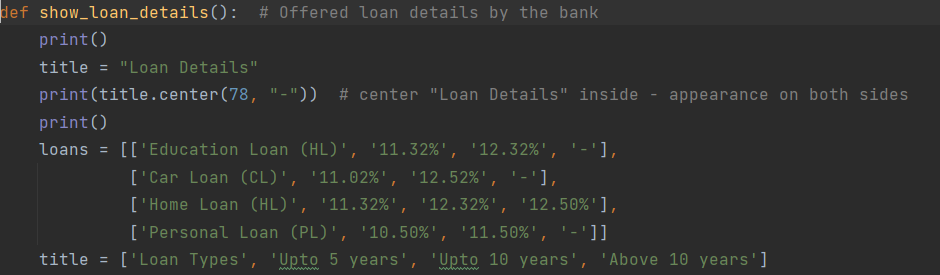 def show_loan_details():  # Offered loan details by the bank
    print()
    title = "Loan Details"
    print(title.center(78, "-"))  # center "Loan Details" inside - appearance on both sides
    print()
    loans = [['Education Loan (HL)', '11.32%', '12.32%', '-'],
             ['Car Loan (CL)', '11.02%', '12.52%', '-'],
             ['Home Loan (HL)', '11.32%', '12.32%', '12.50%'],
             ['Personal Loan (PL)', '10.50%', '11.50%', '-']]
    title = ['Loan Types', 'Upto 5 years', 'Upto 10 years', 'Above 10 years']